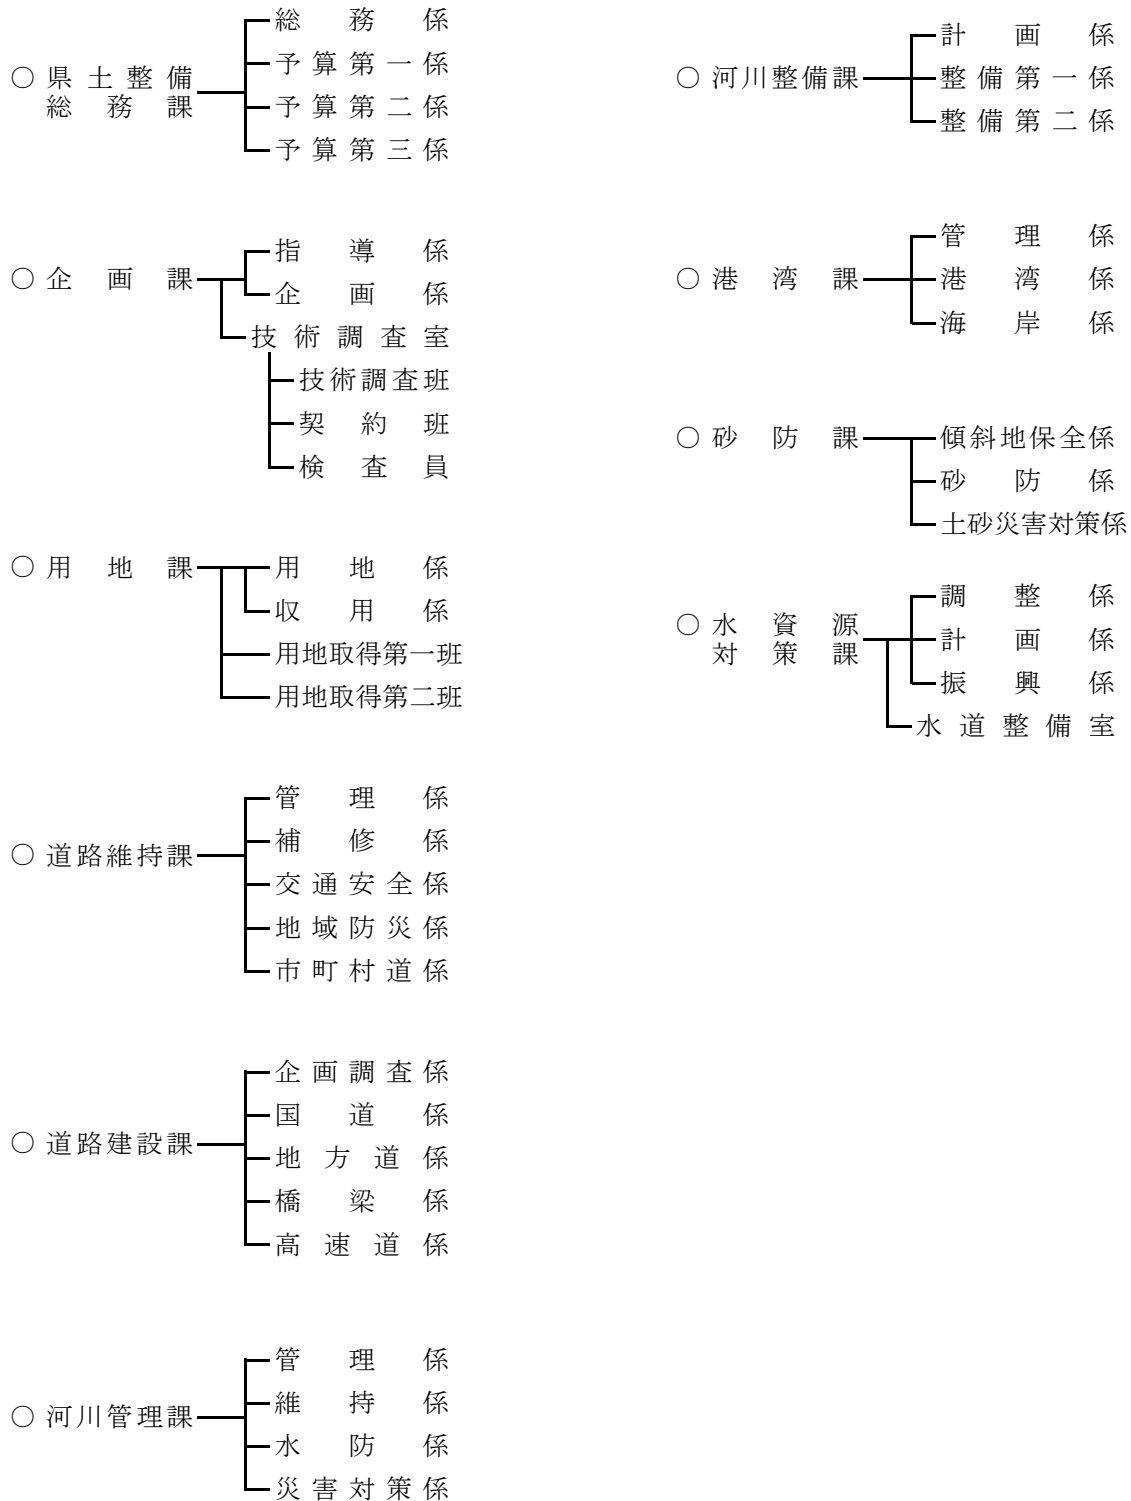 ○ 県土整備
総務課
総務係
予算第一係
予算第二係
予算第三係
○ 企画課
指導係
企画係
技術調査室
技術調査班
契約班
検査員
○ 用地課
用地係
収用係
用地取得第一班
用地取得第二班
○ 道路維持課
管理係
補修係
交通安全係
地域防災係
市町村道係
○ 道路建設課
企画調査係
国道係
地方道係
橋梁係
高速道係
○ 河川管理課
管理係
維持係
水防係
災害対策係
○ 河川整備課
計画係
整備第一係
整備第二係
○ 港湾課
管理係
港湾係
海岸係
○ 砂防課
傾斜地保全係
砂防係
土砂災害対策係
○ 水資源
対策課
調整係
計画係
振興係
水道整備室